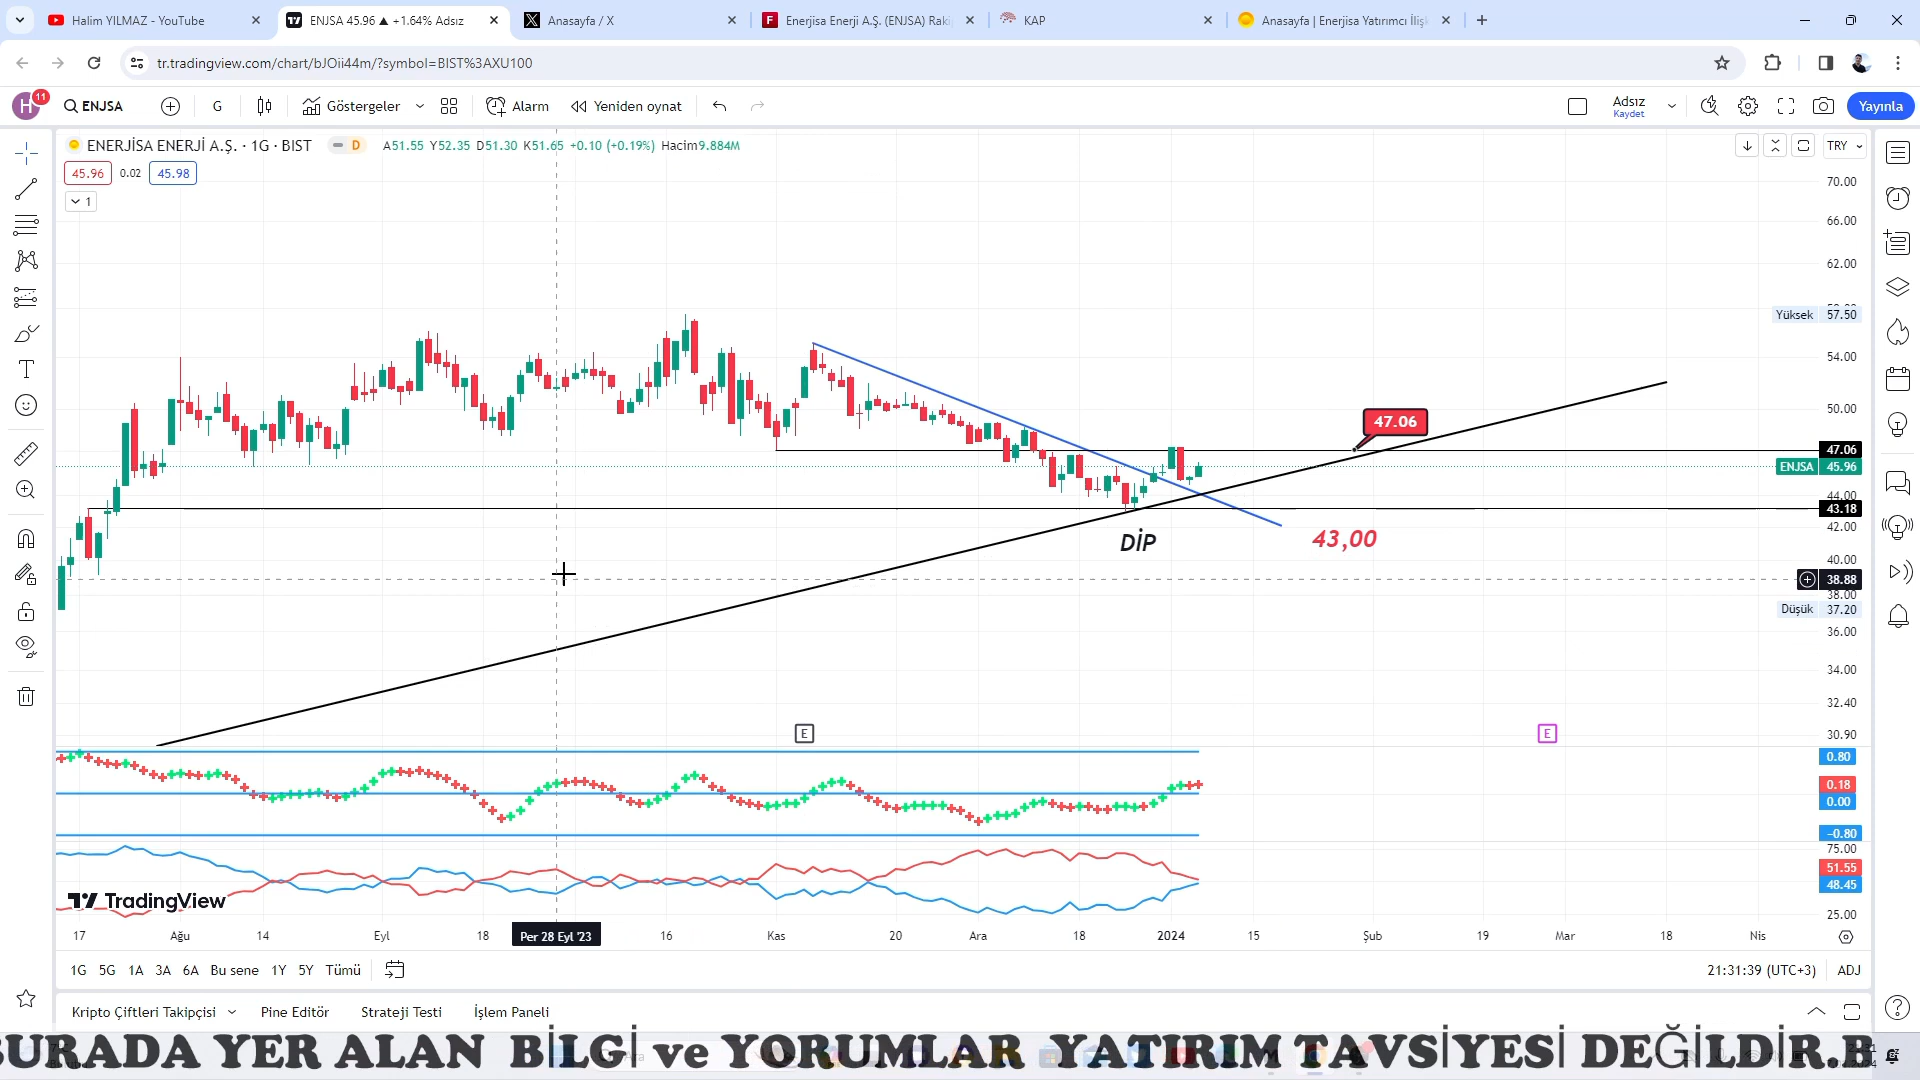 Halim YILMAZ - YouTube
ENJSA 45.96 ▲ +1.64% Adsız
Anasayfa / X
Enerjisa Enerji A.Ş. (ENJSA) Raki
KAP
Anasayfa | Enerjisa Yatırımcı İliş
tr.tradingview.com/chart/bJOii44m/?symbol=BIST%3AXU100
H 11
ENJSA
G
Göstergeler
Alarm
Yeniden oynat
Adsız
Kaydet
Yayınla
ENERJİSA ENERJİ A.Ş. · 1G · BIST
D
A51.55 Y52.35 D51.30 K51.65 +0.10 (+0.19%) Hacim9.884M
TRY
45.96 0.02 45.98
1
70.00
66.00
62.00
58.00
Yüksek 57.50
54.00
50.00
47.06
47.06
ENJSA 45.96
44.00
43.18
42.00
DİP
43,00
40.00
38.88
38.00
Düşük 37.20
36.00
34.00
32.40
30.90
E
E
0.80
0.18
0.00
−0.80
75.00
51.55
48.45
25.00
TradingView
17 Ağu 14 Eyl 18 Per 28 Eyl '23 16 Kas 20 Ara 18 2024 15 Şub 19 Mar 18 Nis
1G 5G 1A 3A 6A Bu sene 1Y 5Y Tümü
21:31:39 (UTC+3) ADJ
Kripto Çiftleri Takipçisi Pine Editör Strateji Testi İşlem Paneli
BURADA YER ALAN BİLGİ ve YORUMLAR YATIRIM TAVSİYESİ DEĞİLDİR.